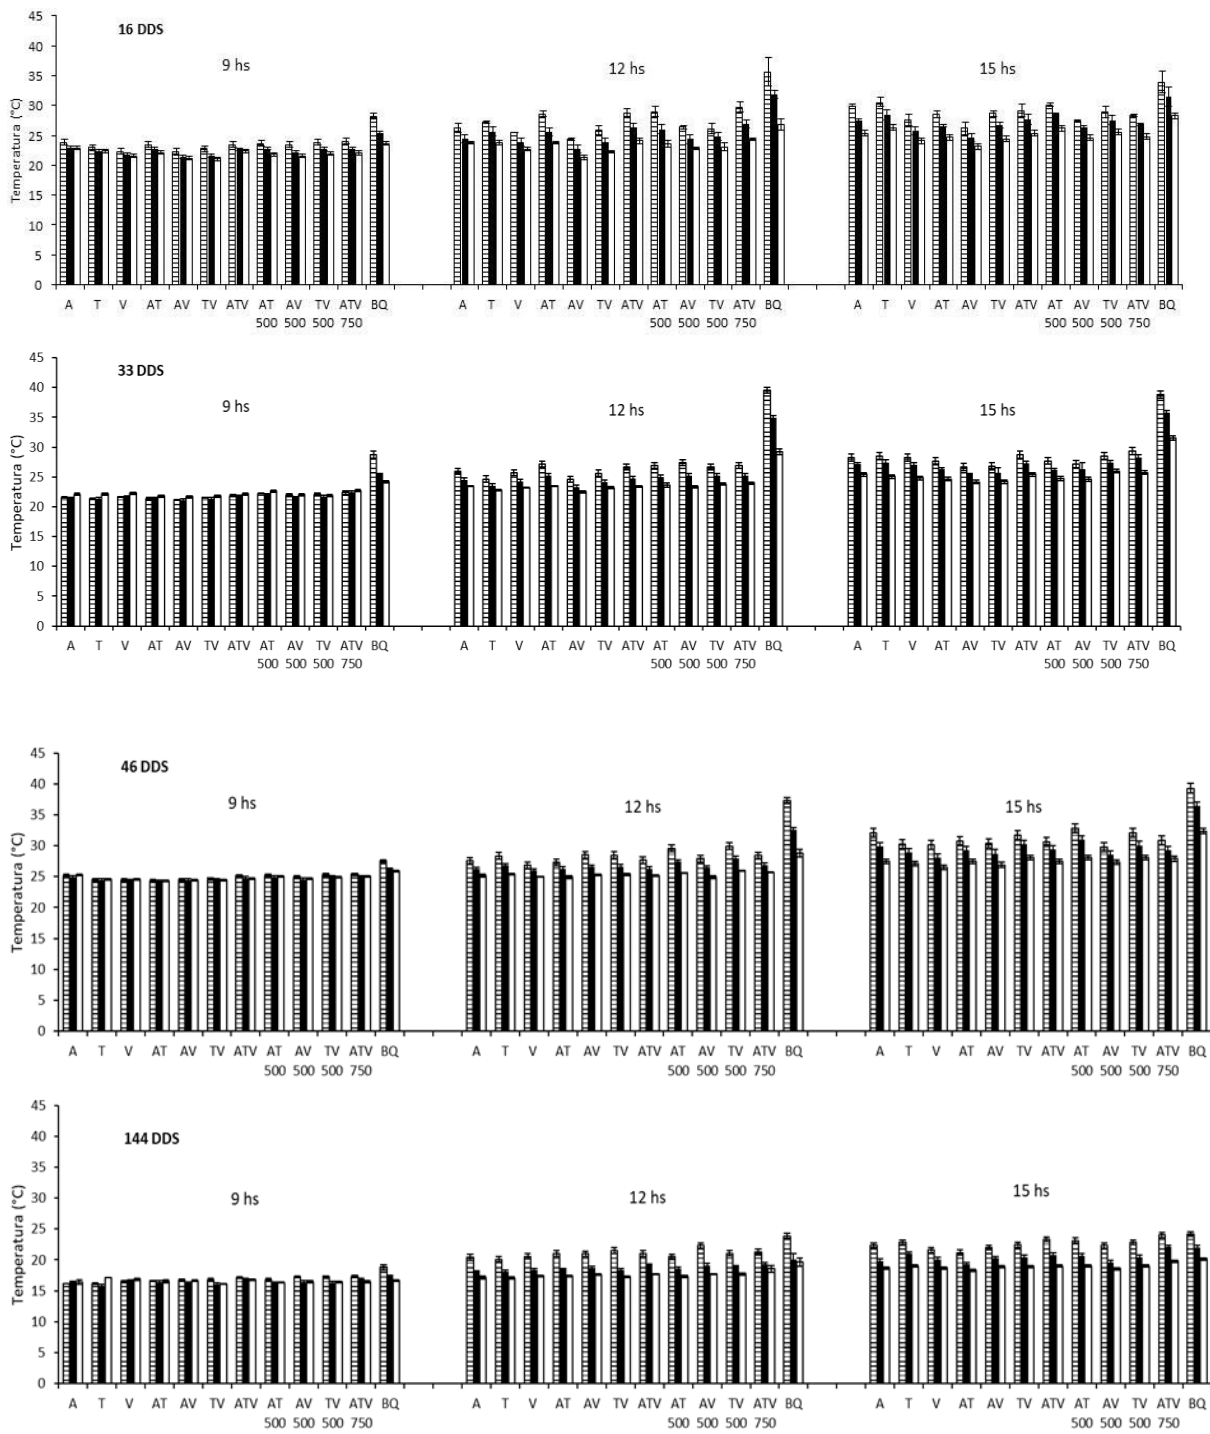 16 DDS
9 hs
12 hs
15 hs
Temperatura (°C)
45
40
35
30
25
20
15
10
5
0
A T V AT AV TV ATV AT AV TV ATV BQ A T V AT AV TV ATV AT AV TV ATV BQ A T V AT AV TV ATV AT AV TV ATV BQ
500 500 500 750 500 500 500 750 500 500 500 750
33 DDS
9 hs
12 hs
15 hs
Temperatura (°C)
45
40
35
30
25
20
15
10
5
0
A T V AT AV TV ATV AT AV TV ATV BQ A T V AT AV TV ATV AT AV TV ATV BQ A T V AT AV TV ATV AT AV TV ATV BQ
500 500 500 750 500 500 500 750 500 500 500 750
46 DDS
9 hs
12 hs
15 hs
Temperatura (°C)
45
40
35
30
25
20
15
10
5
0
A T V AT AV TV ATV AT AV TV ATV BQ A T V AT AV TV ATV AT AV TV ATV BQ A T V AT AV TV ATV AT AV TV ATV BQ
500 500 500 750 500 500 500 750 500 500 500 750
144 DDS
9 hs
12 hs
15 hs
Temperatura (°C)
45
40
35
30
25
20
15
10
5
0
A T V AT AV TV ATV AT AV TV ATV BQ A T V AT AV TV ATV AT AV TV ATV BQ A T V AT AV TV ATV AT AV TV ATV BQ
500 500 500 750 500 500 500 750 500 500 500 750